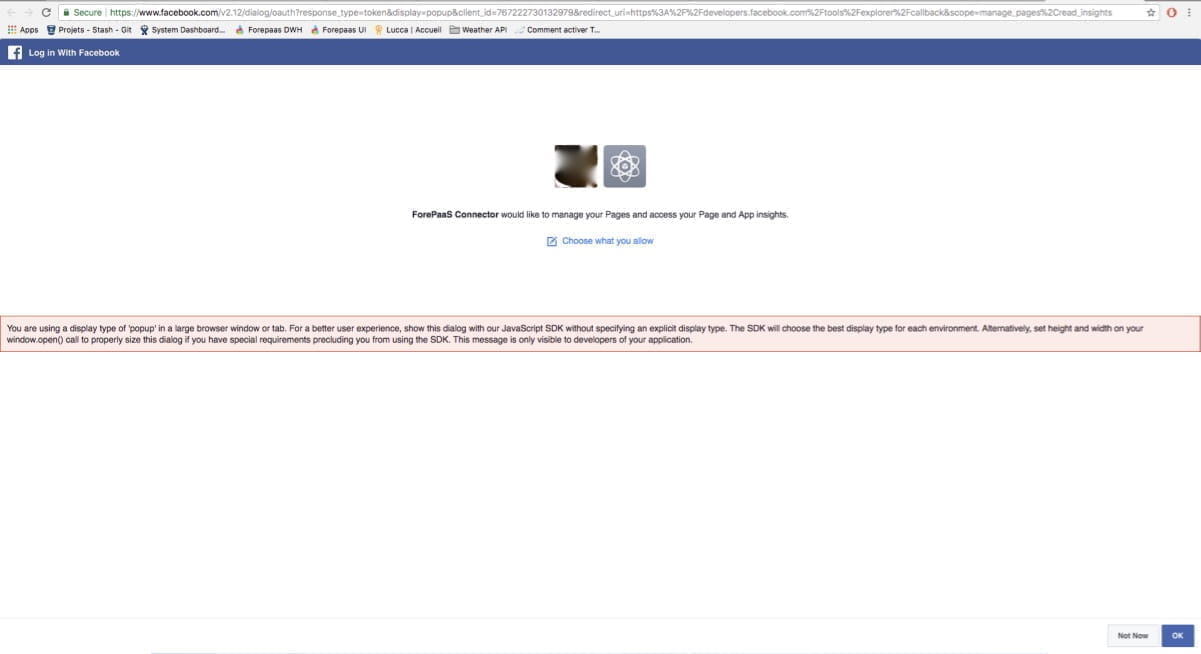 Secure | https://www.facebook.com/v2.12/dialog/oauth?response_type=token&display=popup&client_id=767222730132979&redirect_uri=https%3A%2F%2Fdevelopers.facebook.com%2Ftools%2Fexplorer%2Fcallback&scope=manage_pages%2Cread_insights
Apps Projets - Stash - Git System Dashboard... Forepaas DWH Forepaas UI Lucca | Accueil Weather API Comment activer T...
Log in With Facebook
ForePaaS Connector would like to manage your Pages and access your Page and App insights.
Choose what you allow
You are using a display type of 'popup' in a large browser window or tab. For a better user experience, show this dialog with our JavaScript SDK without specifying an explicit display type. The SDK will choose the best display type for each environment. Alternatively, set height and width on your
window.open() call to properly size this dialog if you have special requirements precluding you from using the SDK. This message is only visible to developers of your application.
Not Now OK